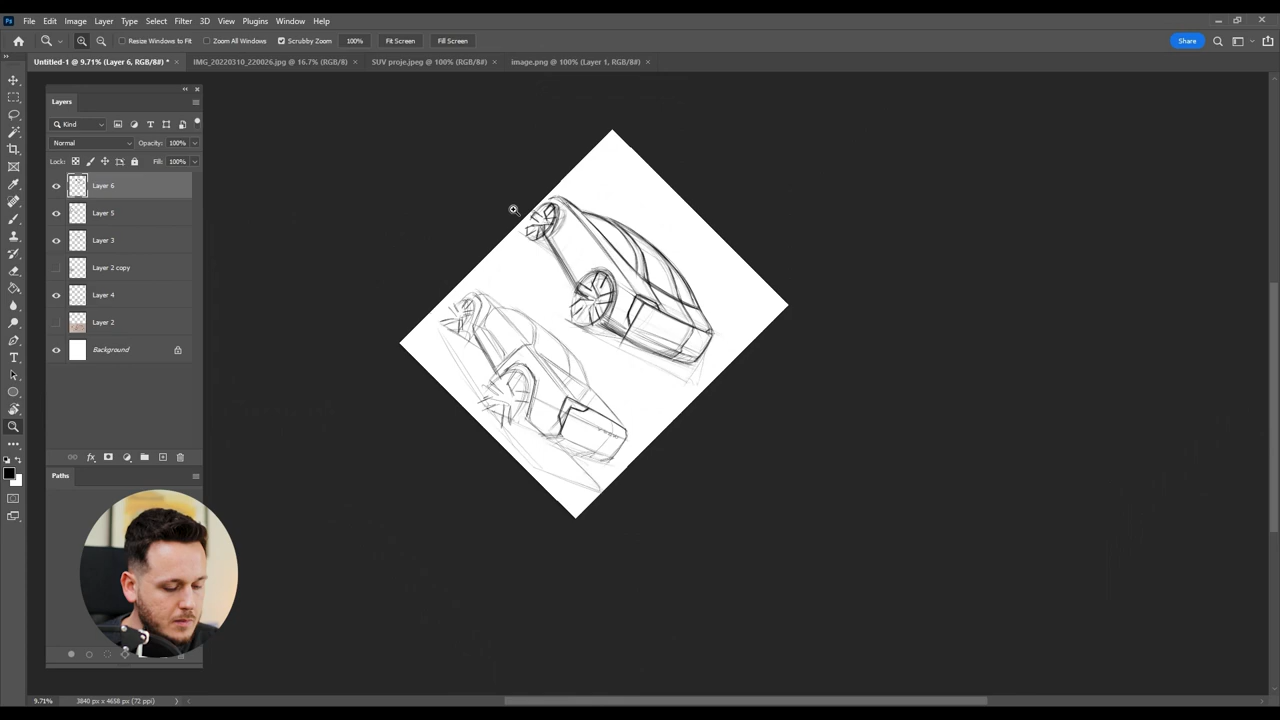 Ps File Edit Image Layer Type Select Filter 3D View Plugins Window Help
Resize Windows to Fit Zoom All Windows Scrubby Zoom 100% Fit Screen Fill Screen Share
Untitled-1 @ 9.71% (Layer 6, RGB/8#) * IMG_20220310_220026.jpg @ 16.7% (RGB/8) SUV proje.jpeg @ 100% (RGB/8#) image.png @ 100% (Layer 1, RGB/8#)
Layers
Kind
Normal Opacity: 100%
Lock: Fill: 100%
Layer 6
Layer 5
Layer 3
Layer 2 copy
Layer 4
Layer 2
Background
fx
Paths
9.71% 3840 px x 4658 px (72 ppi)